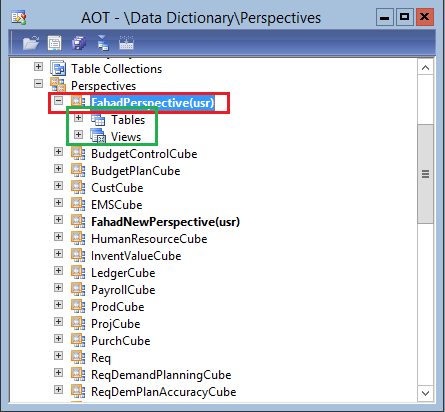 AOT - \Data Dictionary\Perspectives
Table Collections
Perspectives
FahadPerspective(usr)
Tables
Views
BudgetControlCube
BudgetPlanCube
CustCube
EMSCube
FahadNewPerspective(usr)
HumanResourceCube
InventValueCube
LedgerCube
PayrollCube
ProdCube
ProjCube
PurchCube
Req
ReqDemandPlanningCube
ReqDemPlanAccuracyCube